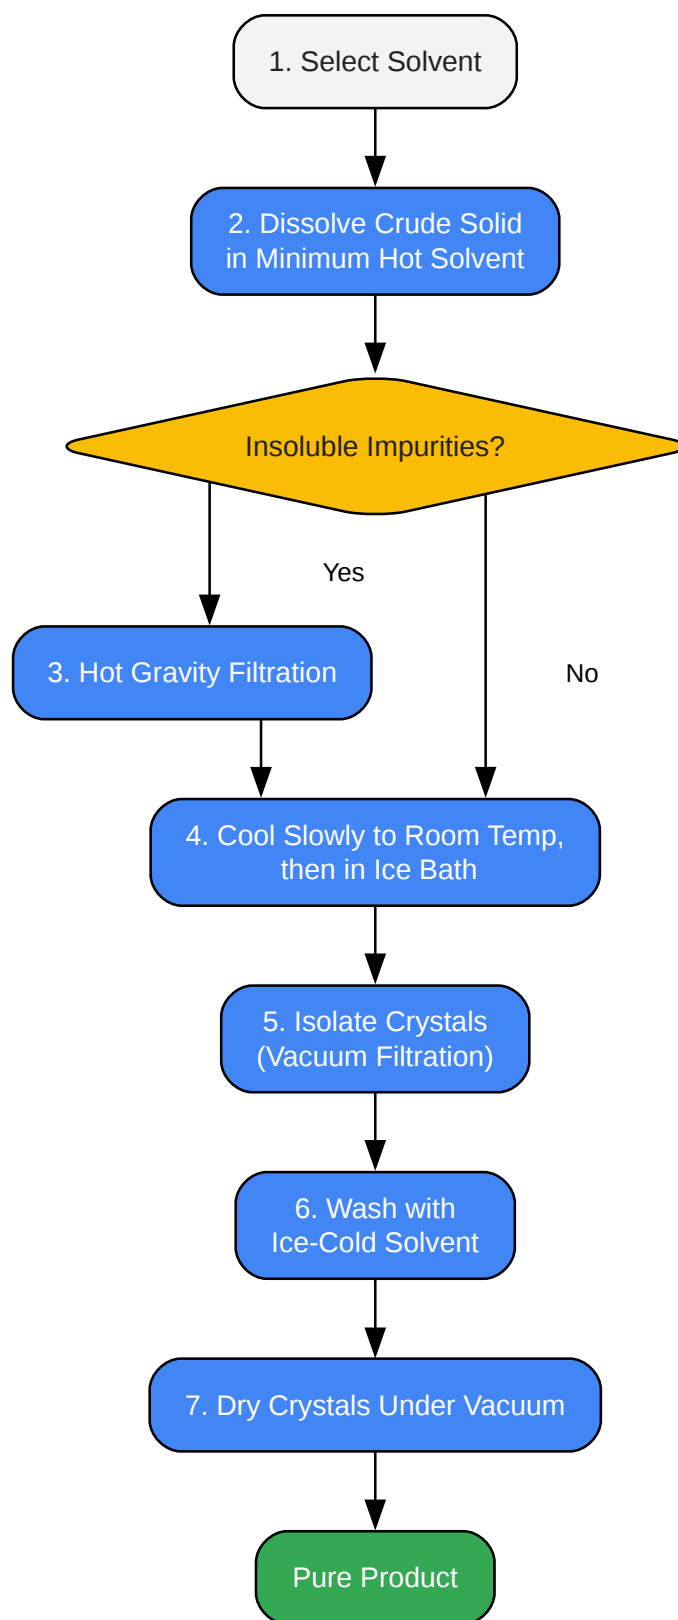 1. Select Solvent
2. Dissolve Crude Solid
in Minimum Hot Solvent
Insoluble Impurities?
Yes
3. Hot Gravity Filtration
No
4. Cool Slowly to Room Temp,
then in Ice Bath
5. Isolate Crystals
(Vacuum Filtration)
6. Wash with
Ice-Cold Solvent
7. Dry Crystals Under Vacuum
Pure Product